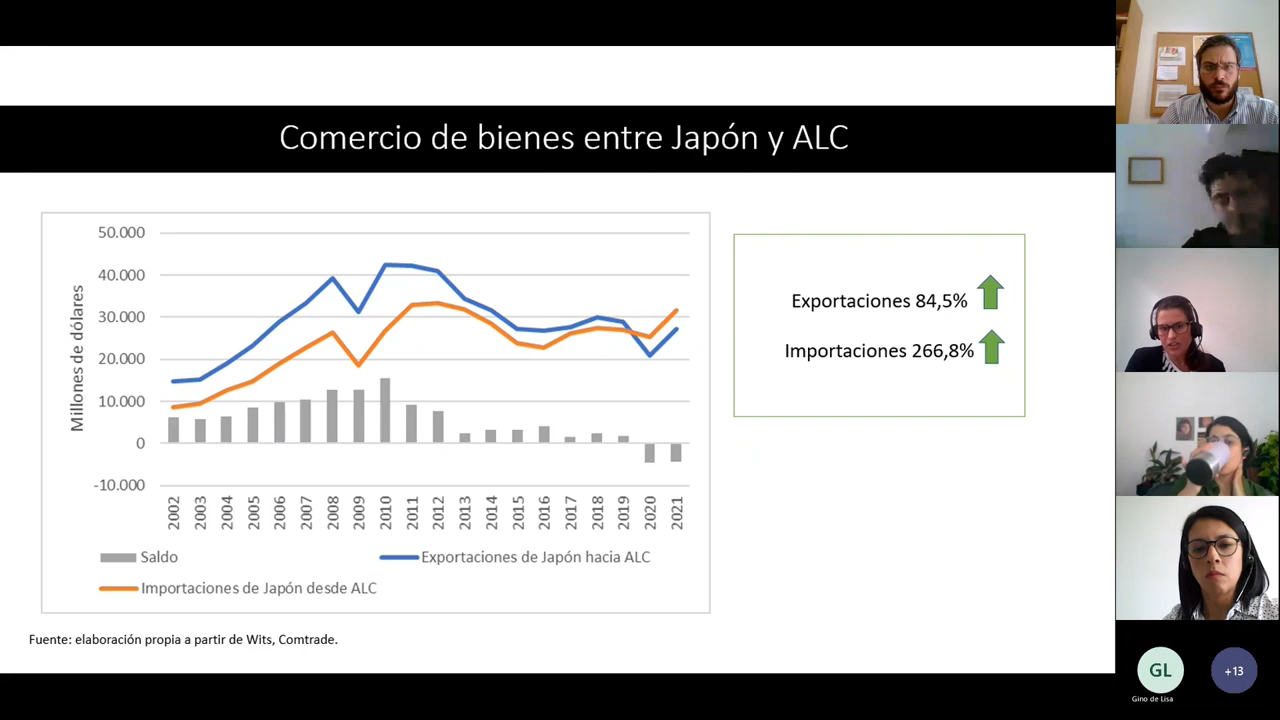 Comercio de bienes entre Japón y ALC
Millones de dólares
50.000
40.000
30.000
20.000
10.000
0
-10.000
2002
2003
2004
2005
2006
2007
2008
2009
2010
2011
2012
2013
2014
2015
2016
2017
2018
2019
2020
2021
Saldo
Exportaciones de Japón hacia ALC
Importaciones de Japón desde ALC
Exportaciones 84,5%
Importaciones 266,8%
Fuente: elaboración propia a partir de Wits, Comtrade.
GL
+13
Gino de Lisa